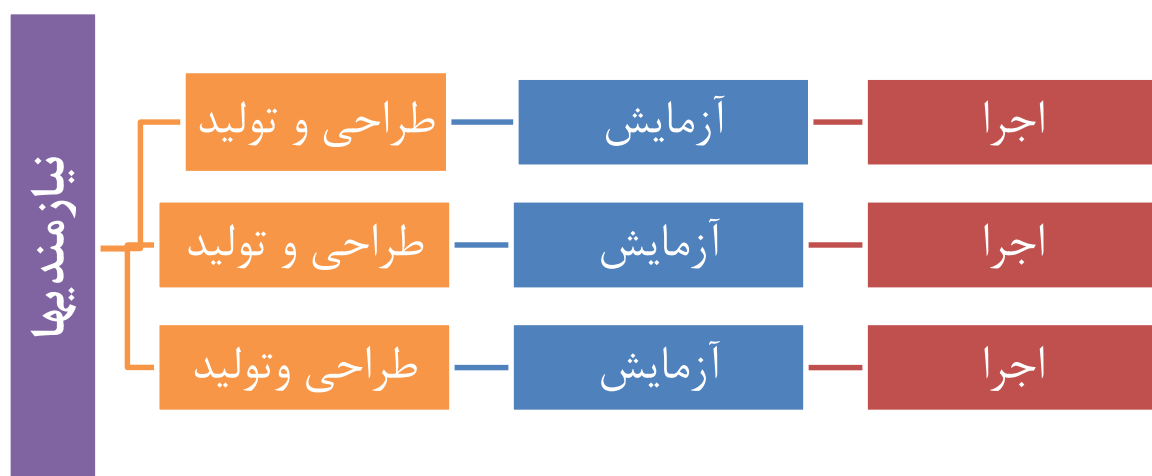 نیازمندیها
طراحی و تولید
آزمایش
اجرا
طراحی و تولید
آزمایش
اجرا
طراحی وتولید
آزمایش
اجرا